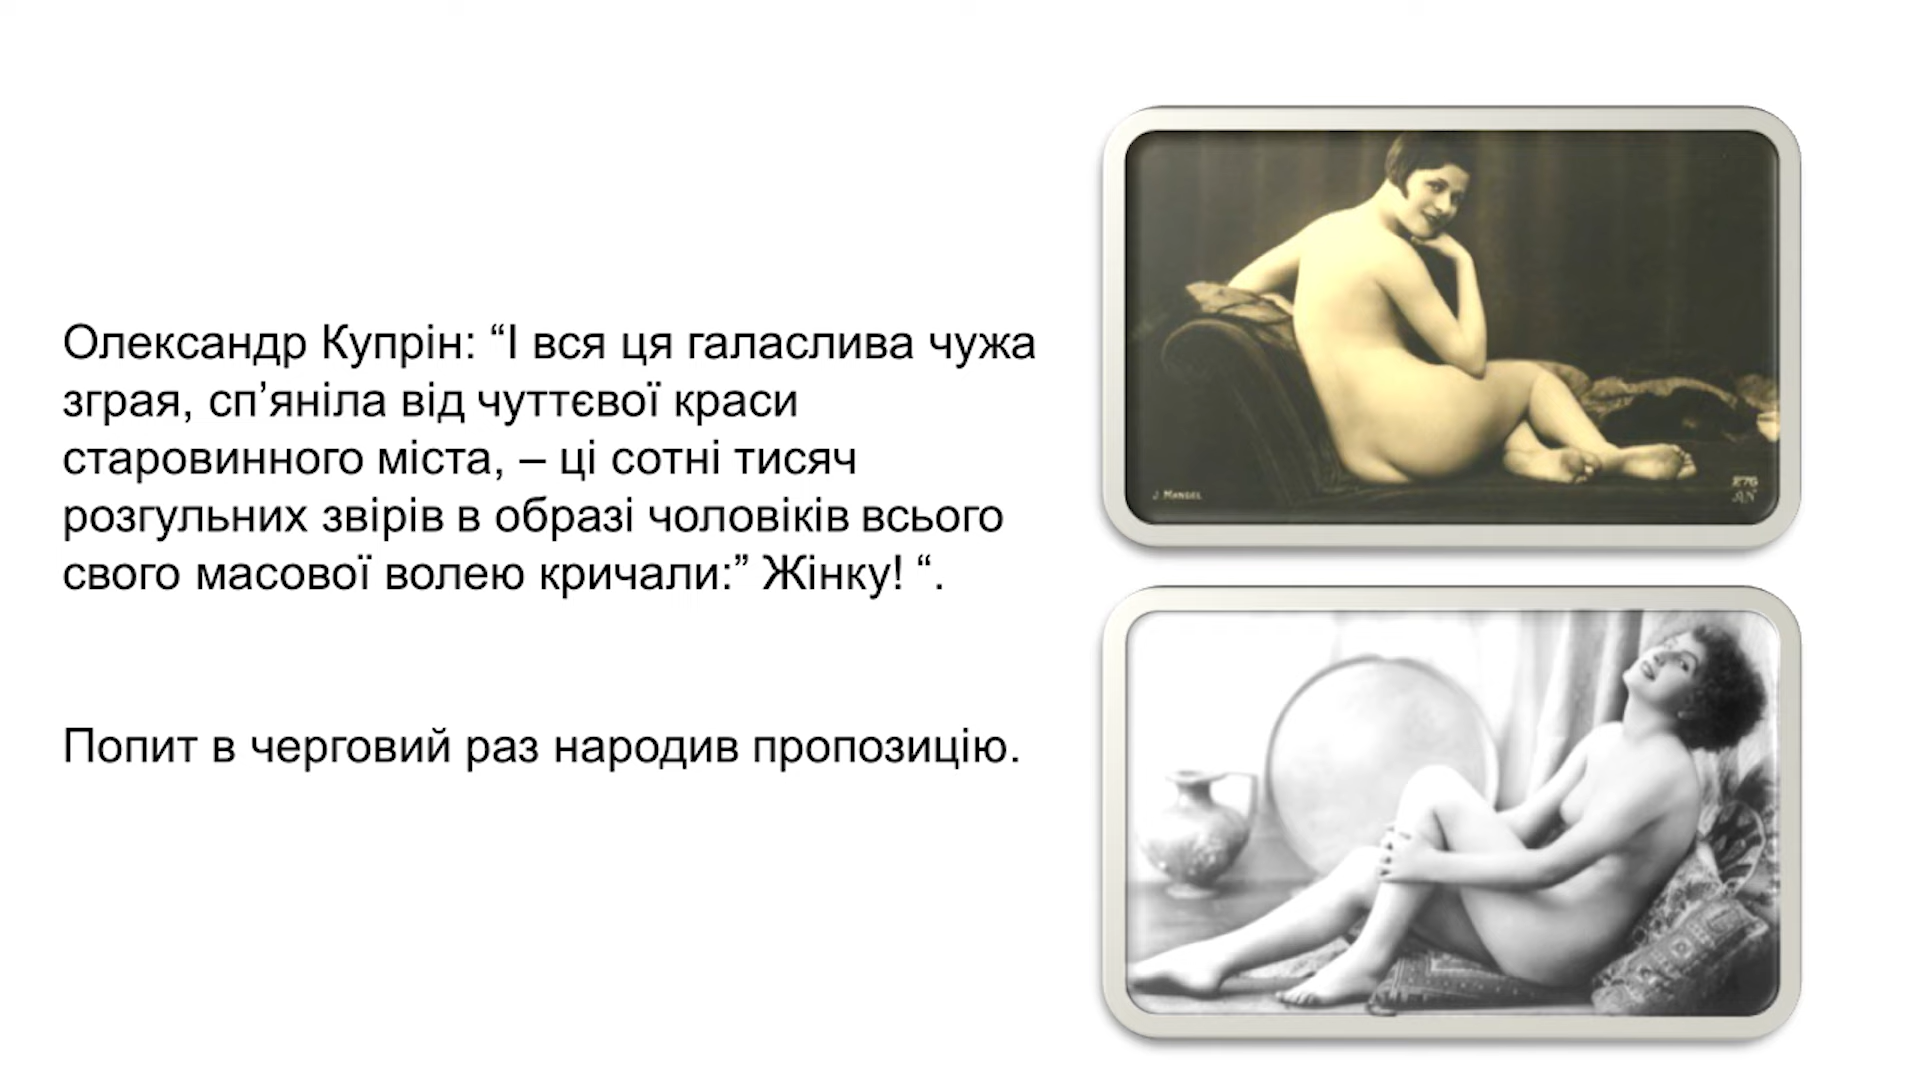 Олександр Купрін: “І вся ця галаслива чужа
зграя, сп’яніла від чуттєвої краси
старовинного міста, – ці сотні тисяч
розгульних звірів в образі чоловіків всього
свого масової волею кричали:” Жінку! “.
Попит в черговий раз народив пропозицію.
J. MANDEL